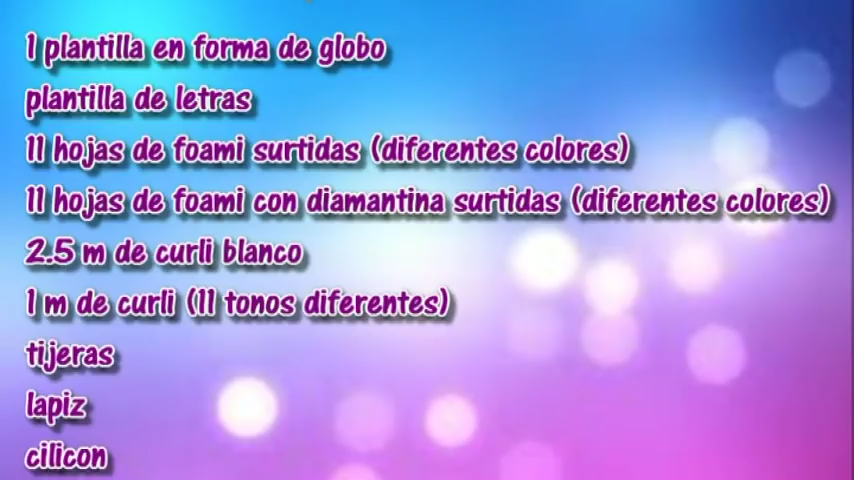 1 plantilla en forma de globo
plantilla de letras
11 hojas de foami surtidas (diferentes colores)
11 hojas de foami con diamantina surtidas (diferentes colores)
2.5 m de curli blanco
1 m de curli (11 tonos diferentes)
tijeras
lapiz
cilicon